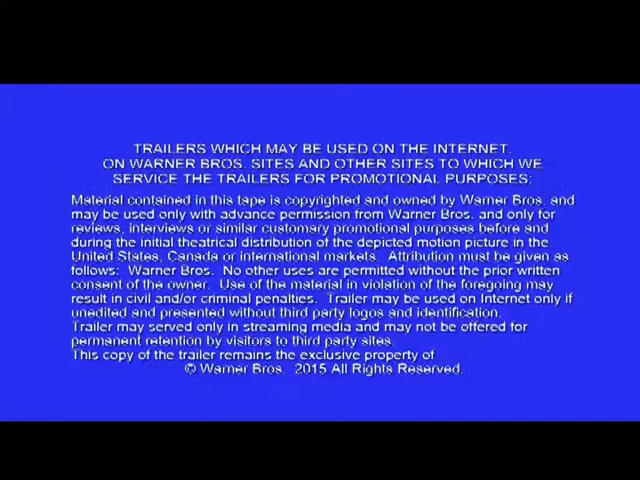 TRAILERS WHICH MAY BE USED ON THE INTERNET.
ON WARNER BROS. SITES AND OTHER SITES TO WHICH WE
SERVICE THE TRAILERS FOR PROMOTIONAL PURPOSES:
Material contained in this tape is copyrighted and owned by Warner Bros. and
may be used only with advance permission from Warner Bros. and only for
reviews, interviews or similar customary promotional purposes before and
during the initial theatrical distribution of the depicted motion picture in the
United States, Canada or international markets.  Attribution must be given as
follows:  Warner Bros.  No other uses are permitted without the prior written
consent of the owner.  Use of the material in violation of the foregoing may
result in civil and/or criminal penalties.  Trailer may be used on Internet only if
unedited and presented without third party logos and identification.
Trailer may served only in streaming media and may not be offered for
permanent retention by visitors to third party sites.
This copy of the trailer remains the exclusive property of
© Warner Bros.  2015 All Rights Reserved.